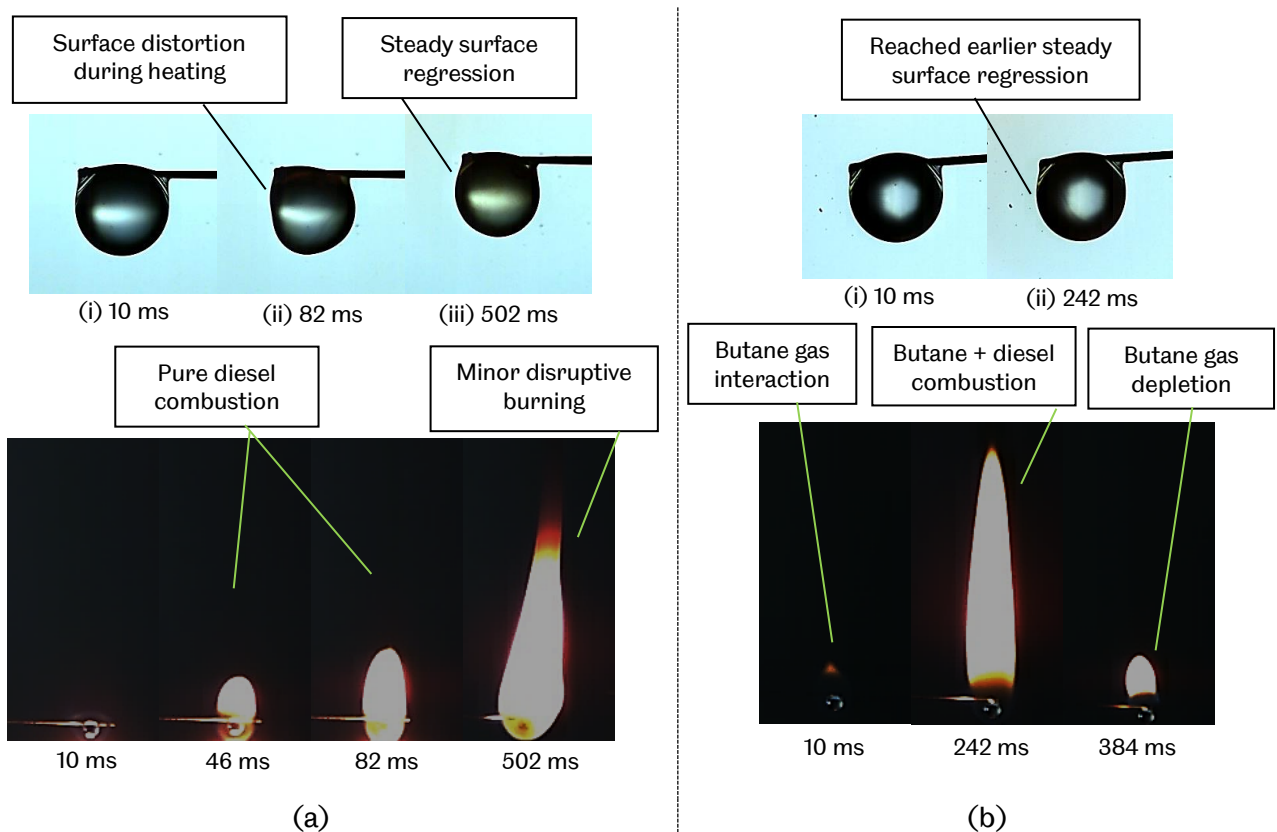 Surface distortion
during heating
Steady surface
regression
(i) 10 ms
(ii) 82 ms
(iii) 502 ms
Pure diesel
combustion
Minor disruptive
burning
10 ms
46 ms
82 ms
502 ms
(a)
Reached earlier steady
surface regression
(i) 10 ms
(ii) 242 ms
Butane gas
interaction
Butane + diesel
combustion
Butane gas
depletion
10 ms
242 ms
384 ms
(b)